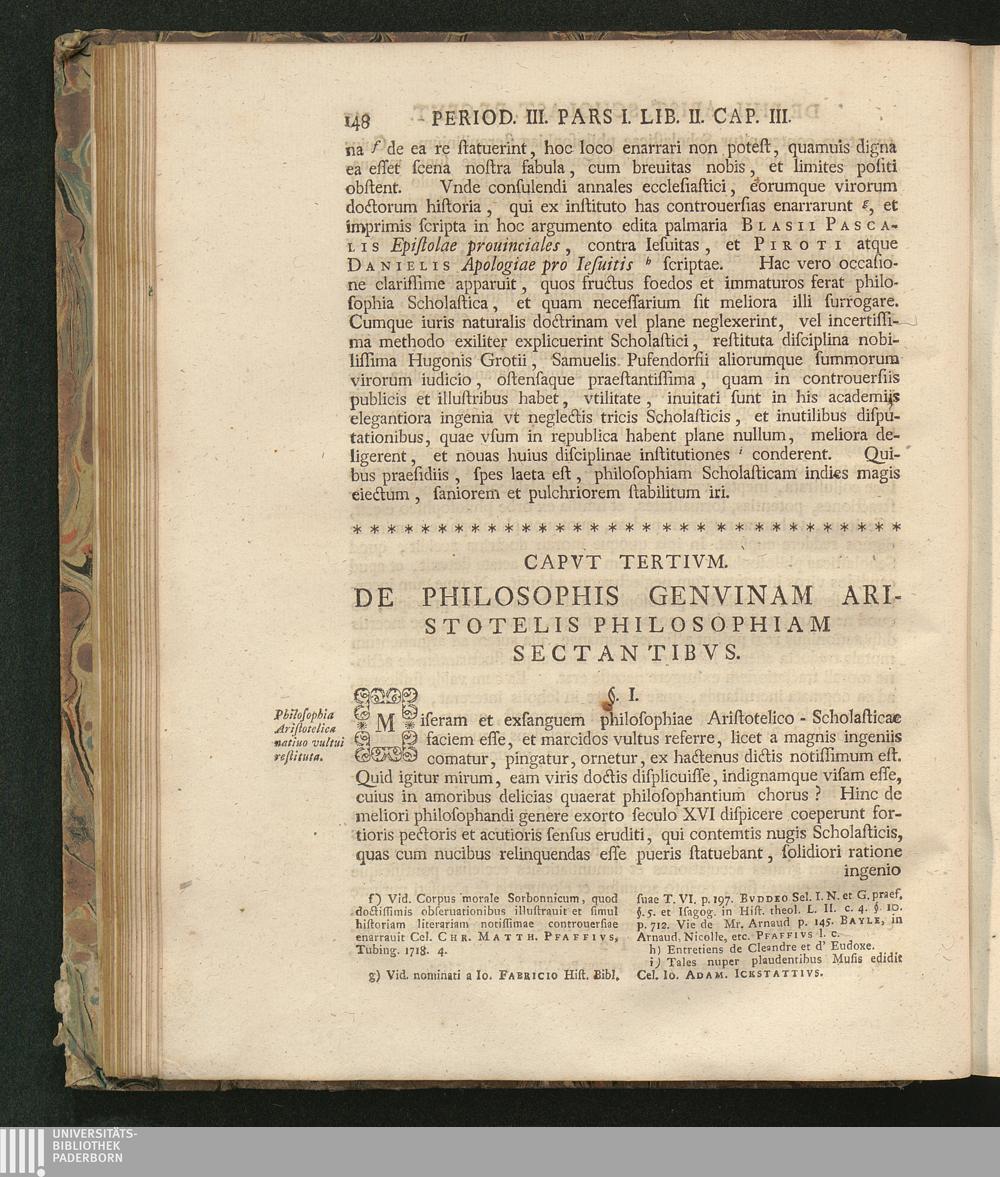 148 PERIOD. III. PARS I. LIB. II. CAP. III.
na f de ea re ſtatuerint, hoc loco enarrari non poteſt, quamuis digna
ea eſſet ſcena noſtra fabula, cum breuitas nobis, et limites poſiti
obſtent. Vnde conſulendi annales eccleſiaſtici, eorumque virorum
doctorum hiſtoria, qui ex inſtituto has controuerſias enarrarunt g, et
imprimis ſcripta in hoc argumento edita palmaria BLASII PASCA-
LIS Epiſtolae prouinciales, contra Ieſuitas, et PIROTI atque
DANIELIS Apologiae pro Ieſuitis h ſcriptae. Hac vero occaſio-
ne clariſſime apparuit, quos fructus foedos et immaturos ferat philo-
ſophia Scholaſtica, et quam neceſſarium ſit meliora illi ſurrogare.
Cumque iuris naturalis doctrinam vel plane neglexerint, vel incertiſſi-
ma methodo exiliter explicuerint Scholaſtici, reſtituta diſciplina nobi-
liſſima Hugonis Grotii, Samuelis Pufendorfii aliorumque ſummorum
virorum iudicio, oſtenſaque praeſtantiſſima, quam in controuerſiis
publicis et illuſtribus habet, vtilitate, inuitati ſunt in his academiis
elegantiora ingenia vt neglectis tricis Scholaſticis, et inutilibus diſpu-
tationibus, quae vſum in republica habent plane nullum, meliora de-
ligerent, et nouas huius diſciplinae inſtitutiones i conderent. Qui-
bus praeſidiis, ſpes laeta eſt, philoſophiam Scholaſticam indies magis
eiectum, ſaniorem et pulchriorem ſtabilitum iri.
* * * * * * * * * * * * * * * * * * * * * * * * * * * * * * * *
CAPVT TERTIVM.
DE PHILOSOPHIS GENVINAM ARI-
STOTELIS PHILOSOPHIAM
SECTANTIBVS.
§. I.
Philoſophia
Ariſtotelica
natiuo vultui
reſtituta.
Miſeram et exſanguem philoſophiae Ariſtotelico - Scholaſticae
faciem eſſe, et marcidos vultus referre, licet a magnis ingeniis
comatur, pingatur, ornetur, ex hactenus dictis notiſſimum eſt.
Quid igitur mirum, eam viris doctis diſplicuiſſe, indignamque viſam eſſe,
cuius in amoribus delicias quaerat philoſophantium chorus? Hinc de
meliori philoſophandi genere exorto ſeculo XVI diſpicere coeperunt for-
tioris pectoris et acutioris ſenſus eruditi, qui contemtis nugis Scholaſticis,
quas cum nucibus relinquendas eſſe pueris ſtatuebant, ſolidiori ratione
ingenio
f) Vid. Corpus morale Sorbonnicum, quod
doctiſſimis obſeruationibus illuſtrauit et ſimul
hiſtoriam literariam notiſſimae controuerſiae
enarrauit Cel. CHR. MATTH. PFAFFIVS,
Tubing. 1718. 4.
g) Vid. nominati a IO. FABRICIO Hiſt. Bibl.
ſuae T. VI. p. 197. BVDDEO Sel. I. N. et G. praeſ.
§. 5. et Iſagog. in Hiſt. theol. L. II. c. 4. §. 10.
p. 712. Vie de Mr. Arnaud p. 145. BAYLE, in
Arnaud, Nicolle, etc. PFAFFIVS l. c.
h) Entretiens de Cleandre et d' Eudoxe.
i) Tales nuper plaudentibus Muſis edidit
Cel. IO. ADAM. ICKSTATTIVS.
UNIVERSITÄTS-
BIBLIOTHEK
PADERBORN